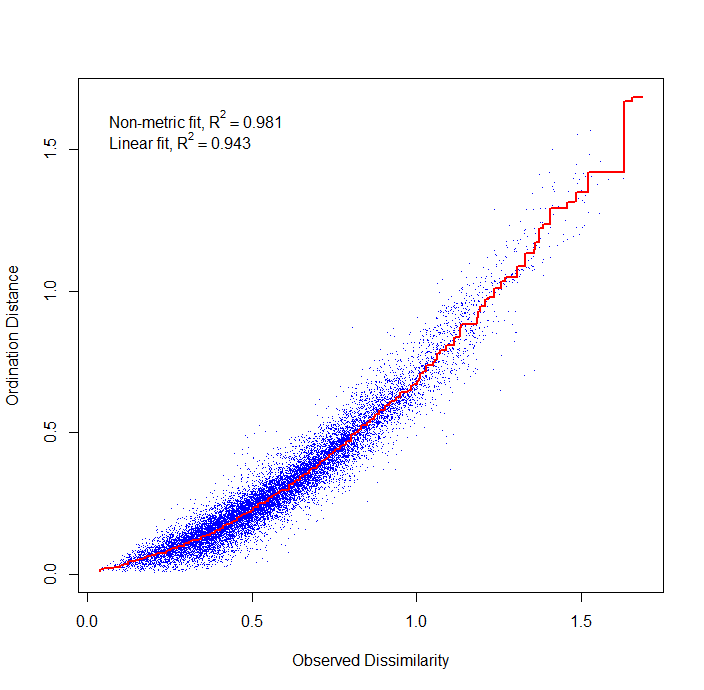 Non-metric fit, R² = 0.981
Linear fit, R² = 0.943
Ordination Distance
1.5
1.0
0.5
0.0
0.0 0.5 1.0 1.5
Observed Dissimilarity